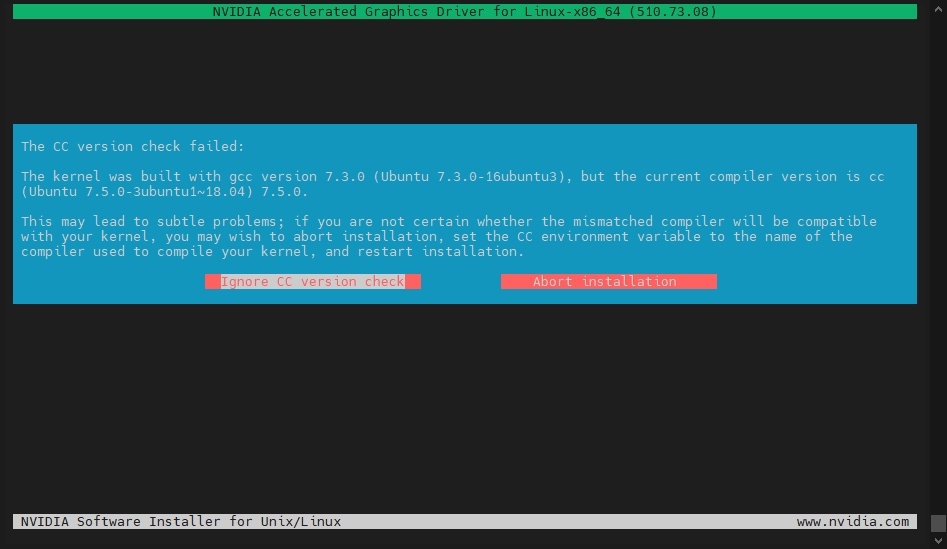 NVIDIA Accelerated Graphics Driver for Linux-x86_64 (510.73.08)
The CC version check failed:
The kernel was built with gcc version 7.3.0 (Ubuntu 7.3.0-16ubuntu3), but the current compiler version is cc
(Ubuntu 7.5.0-3ubuntu1~18.04) 7.5.0.
This may lead to subtle problems; if you are not certain whether the mismatched compiler will be compatible
with your kernel, you may wish to abort installation, set the CC environment variable to the name of the
compiler used to compile your kernel, and restart installation.
Ignore CC version check Abort installation
NVIDIA Software Installer for Unix/Linux www.nvidia.com